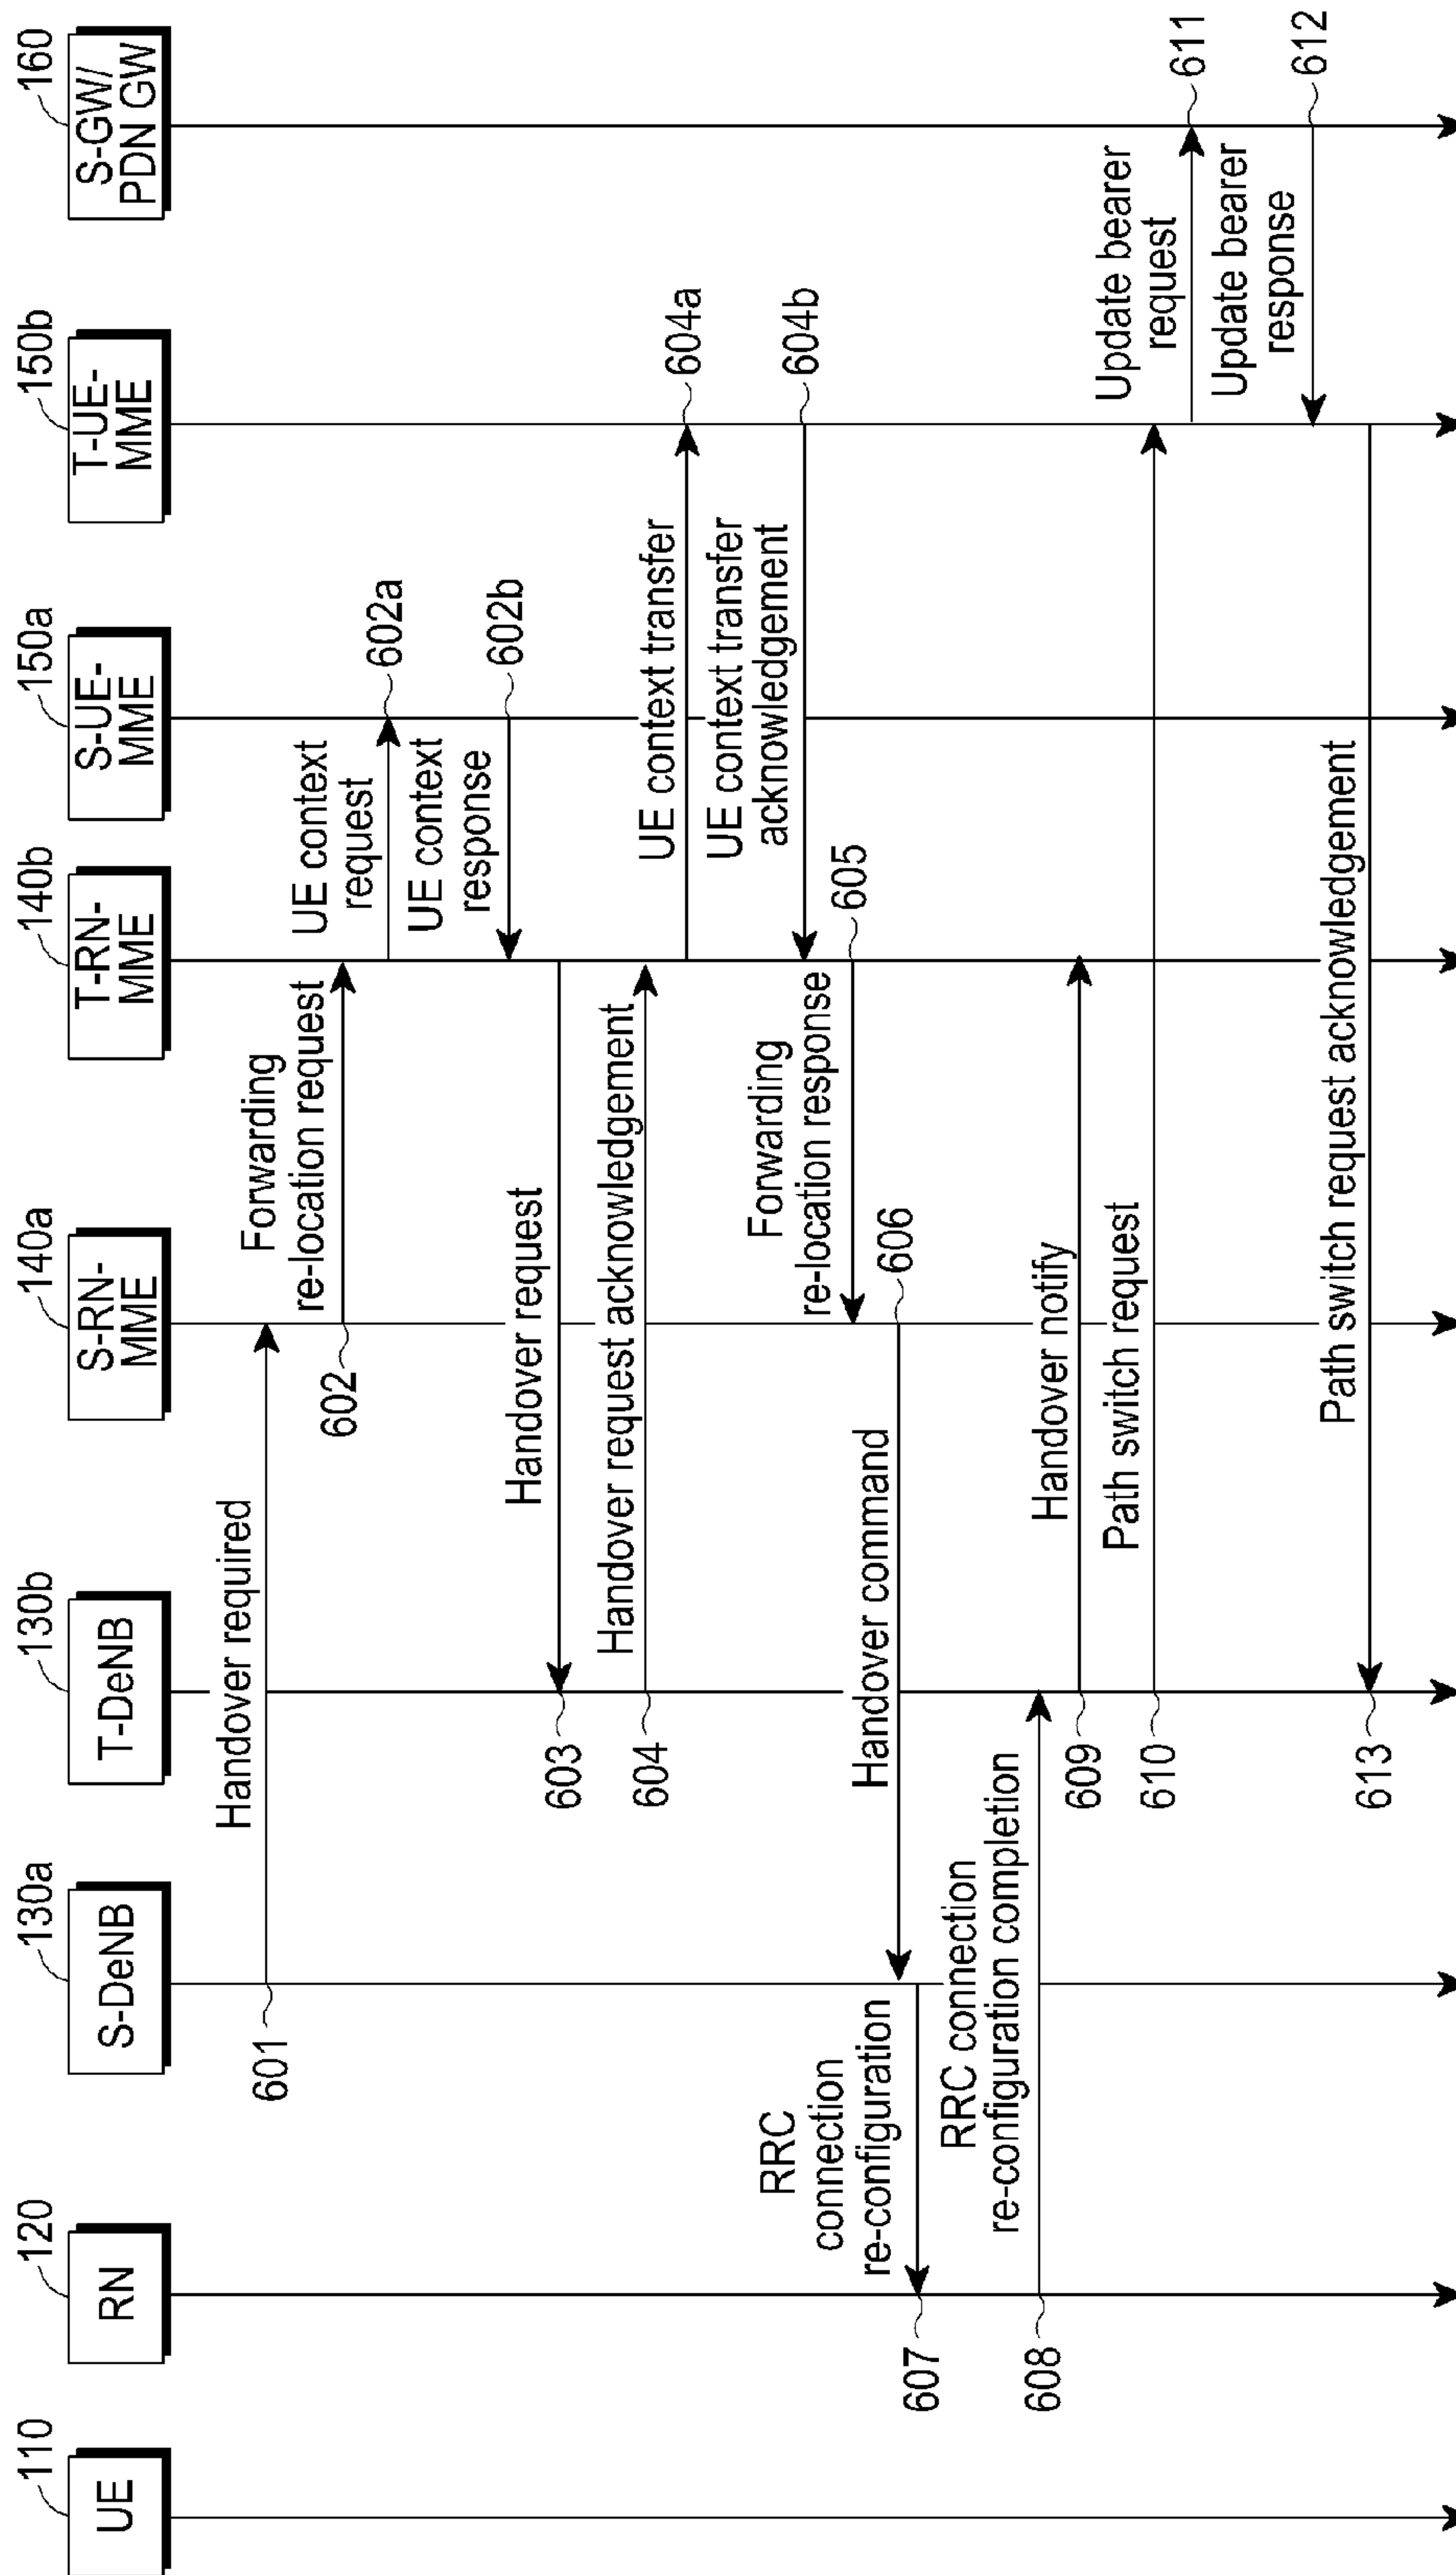 110
120
130a
130b
140a
140b
150a
150b
160
UE
RN
S-DeNB
T-DeNB
S-RN-
MME
T-RN-
MME
S-UE-
MME
T-UE-
MME
S-GW/
PDN GW
601
Handover required
602
Forwarding
re-location request
UE context
request
602a
UE context
response
602b
Handover request
603
Handover request acknowledgement
604
UE context transfer
604a
UE context transfer
acknowledgement
604b
Forwarding
re-location response
605
Handover command
606
RRC
connection
re-configuration
607
RRC connection
re-configuration completion
608
Handover notify
609
Path switch request
610
Update bearer
request
611
Update bearer
response
612
Path switch request acknowledgement
613